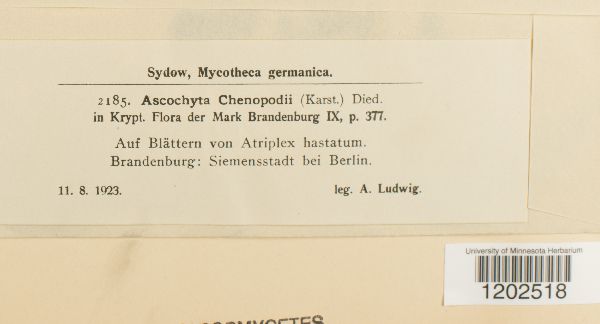 Sydow, Mycotheca germanica.
2185. Ascochyta Chenopodii (Karst.) Died.
in Krypt. Flora der Mark Brandenburg IX, p. 377.
Auf Blättern von Atriplex hastatum.
Brandenburg: Siemensstadt bei Berlin.
11. 8. 1923. leg. A. Ludwig.
University of Minnesota Herbarium
1202518